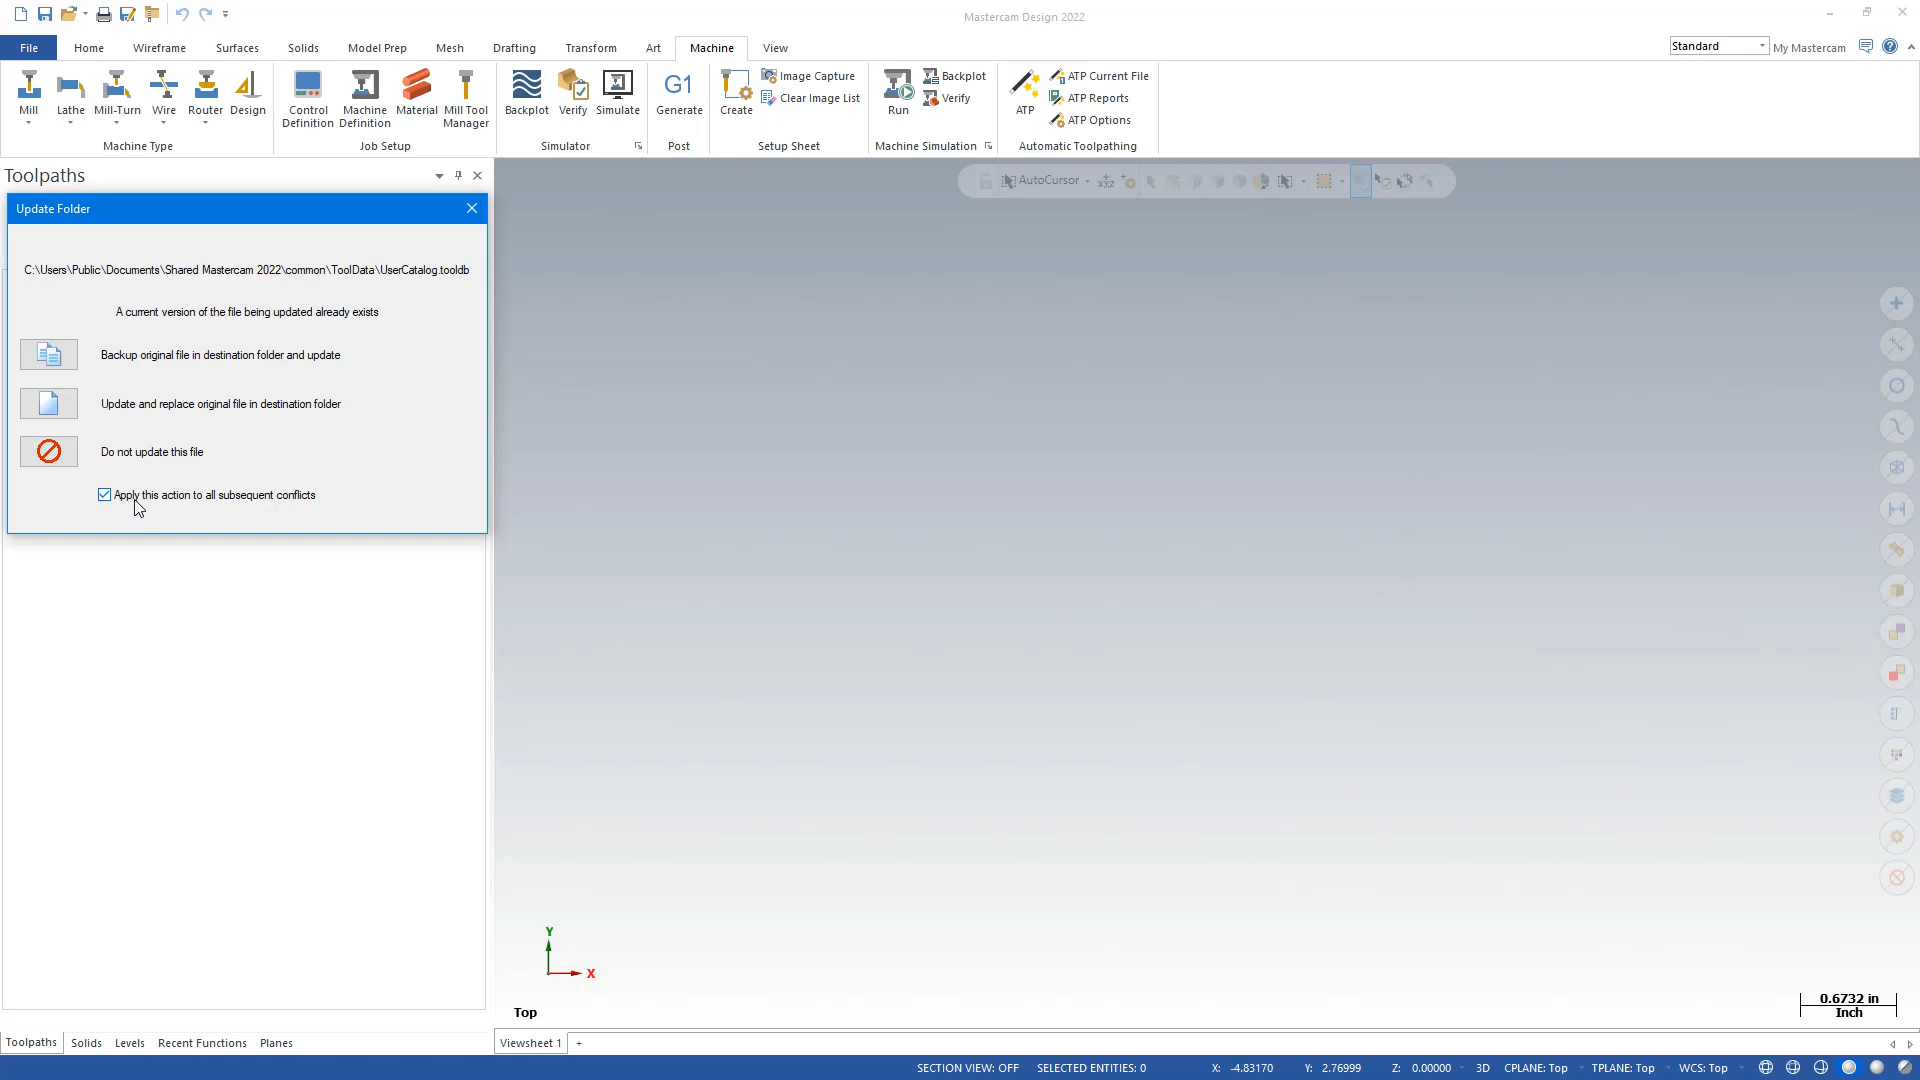 Mastercam Design 2022
File Home Wireframe Surfaces Solids Model Prep Mesh Drafting Transform Art Machine View
Standard My Mastercam
Mill Lathe Mill-Turn Wire Router Design
Machine Type
Control Definition
Machine Definition
Material
Mill Tool Manager
Job Setup
Backplot Verify Simulate
Simulator
G1
Generate
Post
Create
Image Capture
Clear Image List
Setup Sheet
Run
Backplot
Verify
Machine Simulation
ATP
ATP Current File
ATP Reports
ATP Options
Automatic Toolpathing
Toolpaths
AutoCursor
xyz
Update Folder
C:\Users\Public\Documents\Shared Mastercam 2022\common\ToolData\UserCatalog.tooldb
A current version of the file being updated already exists
Backup original file in destination folder and update
Update and replace original file in destination folder
Do not update this file
Apply this action to all subsequent conflicts
Y
X
Top
0.6732 in
Inch
Toolpaths Solids Levels Recent Functions Planes
Viewsheet 1 +
SECTION VIEW: OFF SELECTED ENTITIES: 0 X: -4.83170 Y: 2.76999 Z: 0.00000 3D CPLANE: Top TPLANE: Top WCS: Top